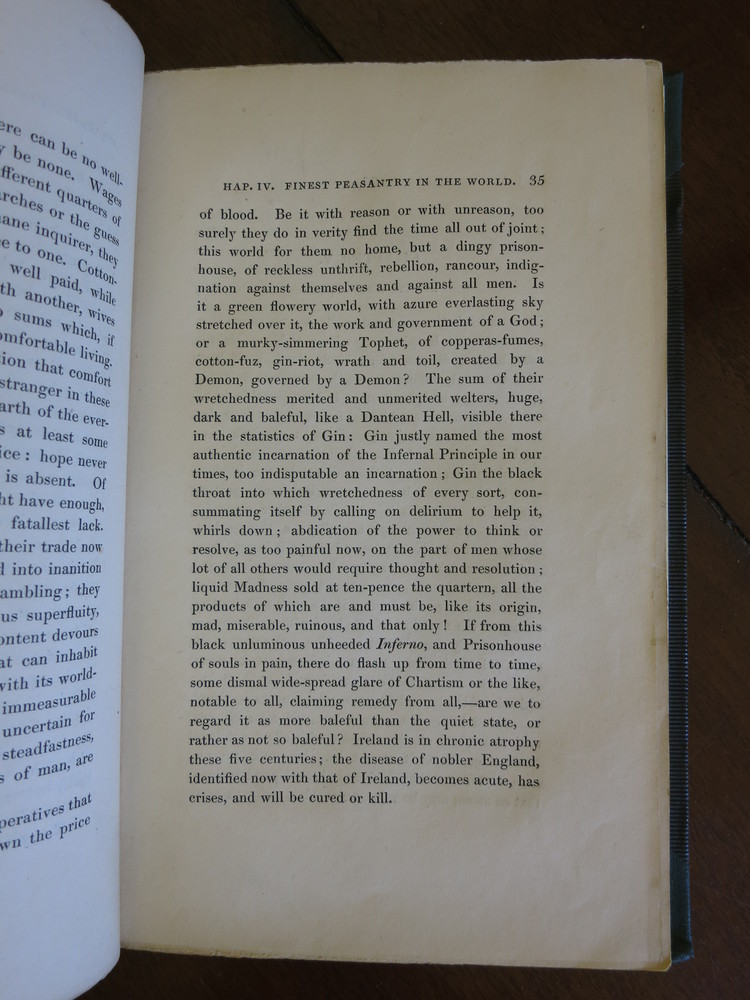 ere can be no well-
y be none. Wages
fferent quarters of
rches or the guess
ane inquirer, they
ce to one. Cotton-
well paid, while
th another, wives
o sums which, if
omfortable living.
tion that comfort
stranger in these
arth of the ever-
s at least some
ice : hope never
is absent. Of
ht have enough,
fatallest lack.
their trade now
d into inanition
ambling ; they
us superfluity,
ontent devours
at can inhabit
with its world-
immeasurable
uncertain for
steadfastness,
s of man, are
peratives that
wn the price
HAP. IV. FINEST PEASANTRY IN THE WORLD. 35
of blood. Be it with reason or with unreason, too
surely they do in verity find the time all out of joint ;
this world for them no home, but a dingy prison-
house, of reckless unthrift, rebellion, rancour, indig-
nation against themselves and against all men. Is
it a green flowery world, with azure everlasting sky
stretched over it, the work and government of a God ;
or a murky-simmering Tophet, of copperas-fumes,
cotton-fuz, gin-riot, wrath and toil, created by a
Demon, governed by a Demon? The sum of their
wretchedness merited and unmerited welters, huge,
dark and baleful, like a Dantean Hell, visible there
in the statistics of Gin : Gin justly named the most
authentic incarnation of the Infernal Principle in our
times, too indisputable an incarnation ; Gin the black
throat into which wretchedness of every sort, con-
summating itself by calling on delirium to help it,
whirls down ; abdication of the power to think or
resolve, as too painful now, on the part of men whose
lot of all others would require thought and resolution ;
liquid Madness sold at ten-pence the quartern, all the
products of which are and must be, like its origin,
mad, miserable, ruinous, and that only! If from this
black unluminous unheeded Inferno, and Prisonhouse
of souls in pain, there do flash up from time to time,
some dismal wide-spread glare of Chartism or the like,
notable to all, claiming remedy from all,—are we to
regard it as more baleful than the quiet state, or
rather as not so baleful? Ireland is in chronic atrophy
these five centuries ; the disease of nobler England,
identified now with that of Ireland, becomes acute, has
crises, and will be cured or kill.